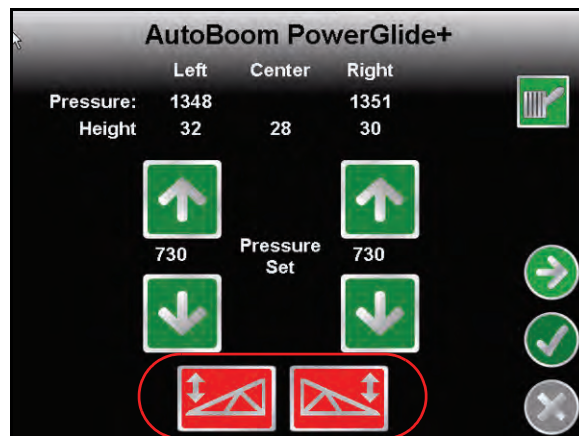 AutoBoom PowerGlide+
Left Center Right
Pressure: 1348 1351
Height 32 28 30
730 Pressure Set 730